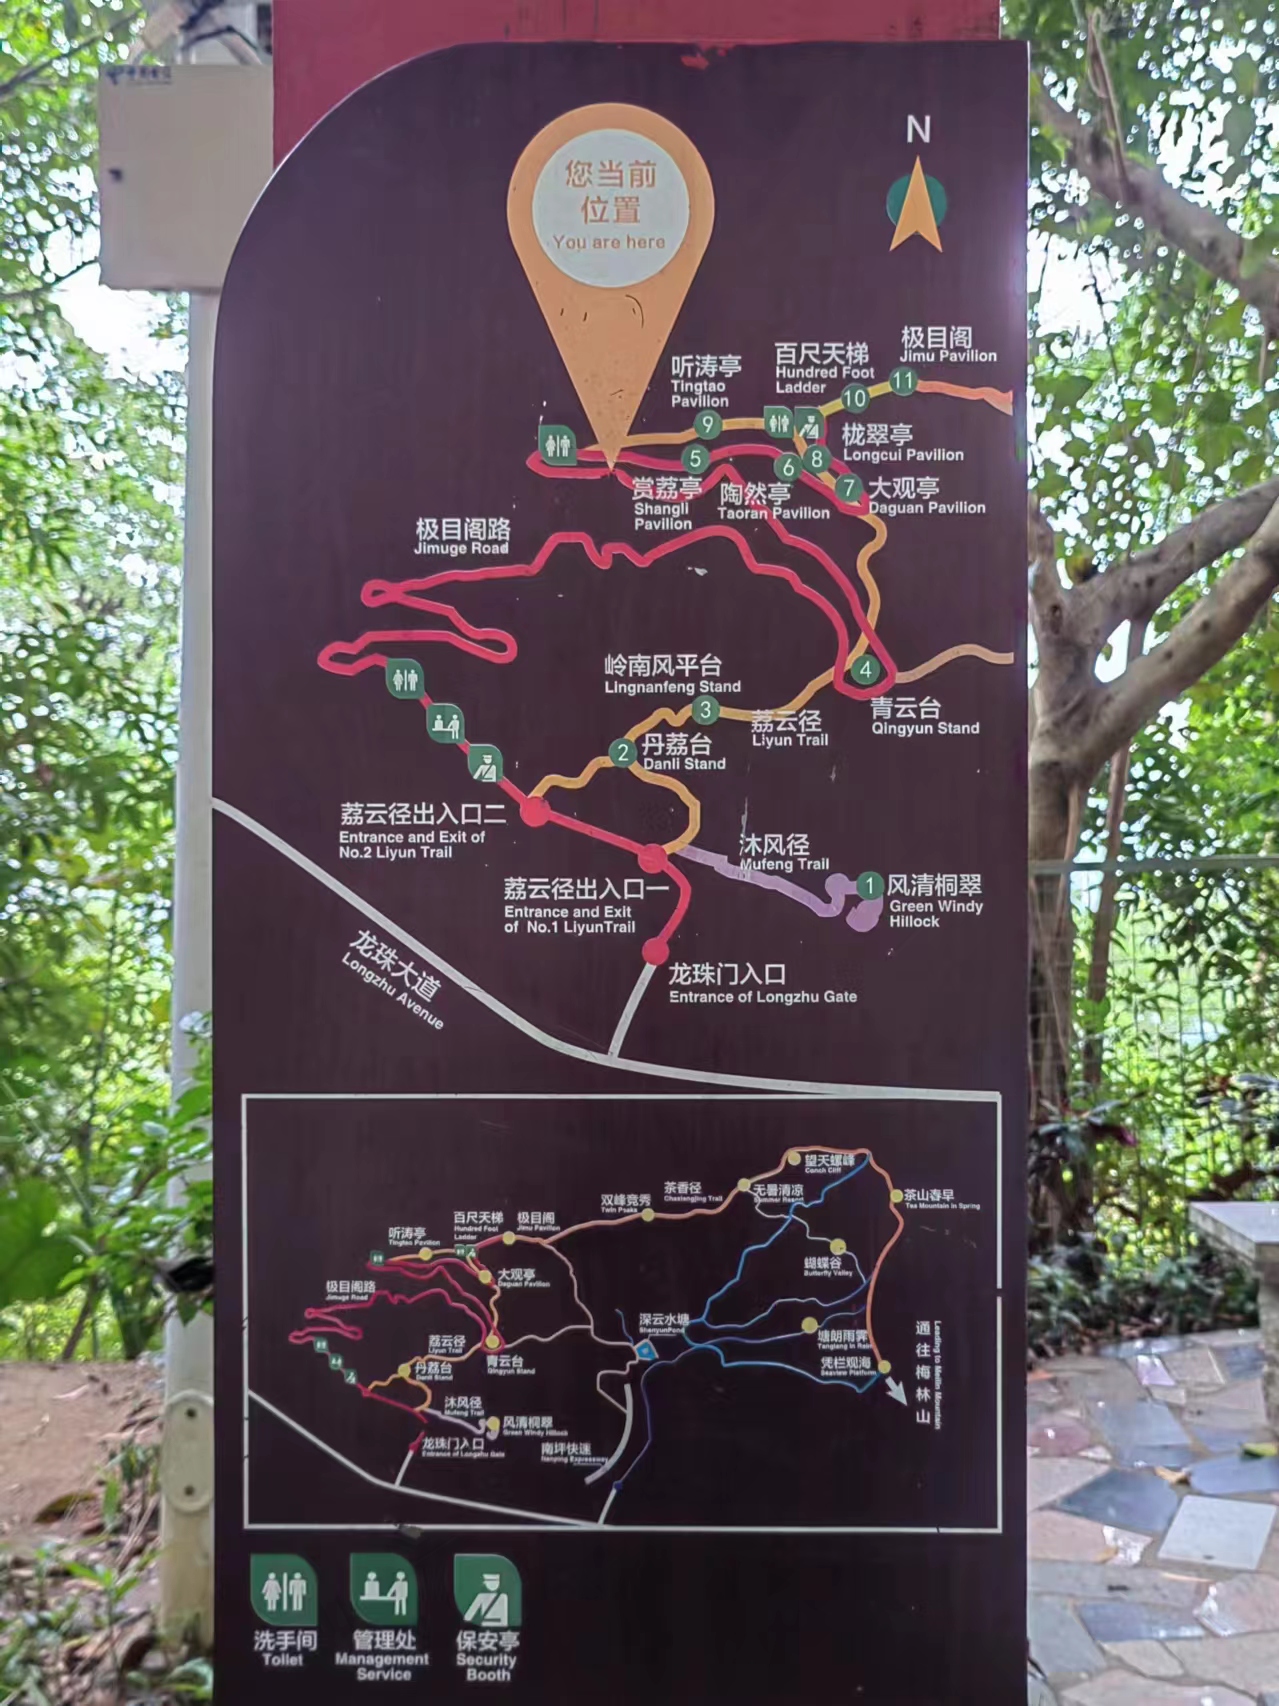 您当前
位置
You are here
N
极目阁
Jimu Pavilion
百尺天梯
Hundred Foot
Ladder
听涛亭
Tingtao
Pavilion
11
10
9
栊翠亭
Longcui Pavilion
5
6
8
7
大观亭
Daguan Pavilion
赏荔亭
Shangli
Pavilion
陶然亭
Taoran Pavilion
极目阁路
Jimuge Road
岭南风平台
Lingnanfeng Stand
4
3
荔云径
Liyun Trail
青云台
Qingyun Stand
2
丹荔台
Danli Stand
荔云径出入口二
Entrance and Exit of
No.2 Liyun Trail
沐风径
Mufeng Trail
1
风清桐翠
Green Windy
Hillock
荔云径出入口一
Entrance and Exit
of No.1 LiyunTrail
龙珠大道
Longzhu Avenue
龙珠门入口
Entrance of Longzhu Gate
望天螺峰
Conch Cliff
茶香径
无暑清凉
双峰竞秀
Twin Peaks
茶山春早
Tea Mountain in Spring
听涛亭
Tingtao Pavilion
百尺天梯
Hundred Foot
Ladder
极目阁
Jimu Pavilion
蝴蝶谷
Butterfly Valley
大观亭
Daguan Pavilion
极目阁路
Jimuge Road
深云水塘
ShenyunPond
塘朗雨霁
荔云径
Liyun Trail
青云台
Qingyun Stand
丹荔台
Danli Stand
凭栏观海
Seaview Platform
通往梅林山
Leading to Meilin Mountain
沐风径
Mufeng Trail
风清桐翠
Green Windy Hillock
龙珠门入口
Entrance of Longzhu Gate
南坪快速
Nanping Expressway
洗手间
Toilet
管理处
Management
Service
保安亭
Security
Booth